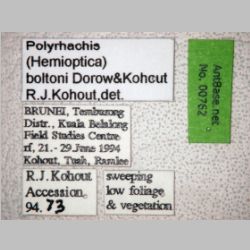 Polyrhachis
(Hemioptica)
boltoni Dorow&Kohout
R.J.Kohout,det.
AntBase.net
No. 00762
BRUNEI, Temburong
Distr., Kuala Belalong
Field Studies Centre
rf, 21.-29 June 1994
Kohout, Tuah, Ramlee
R.J. Kohout
Accession
94.73
sweeping
low foliage
& vegetation